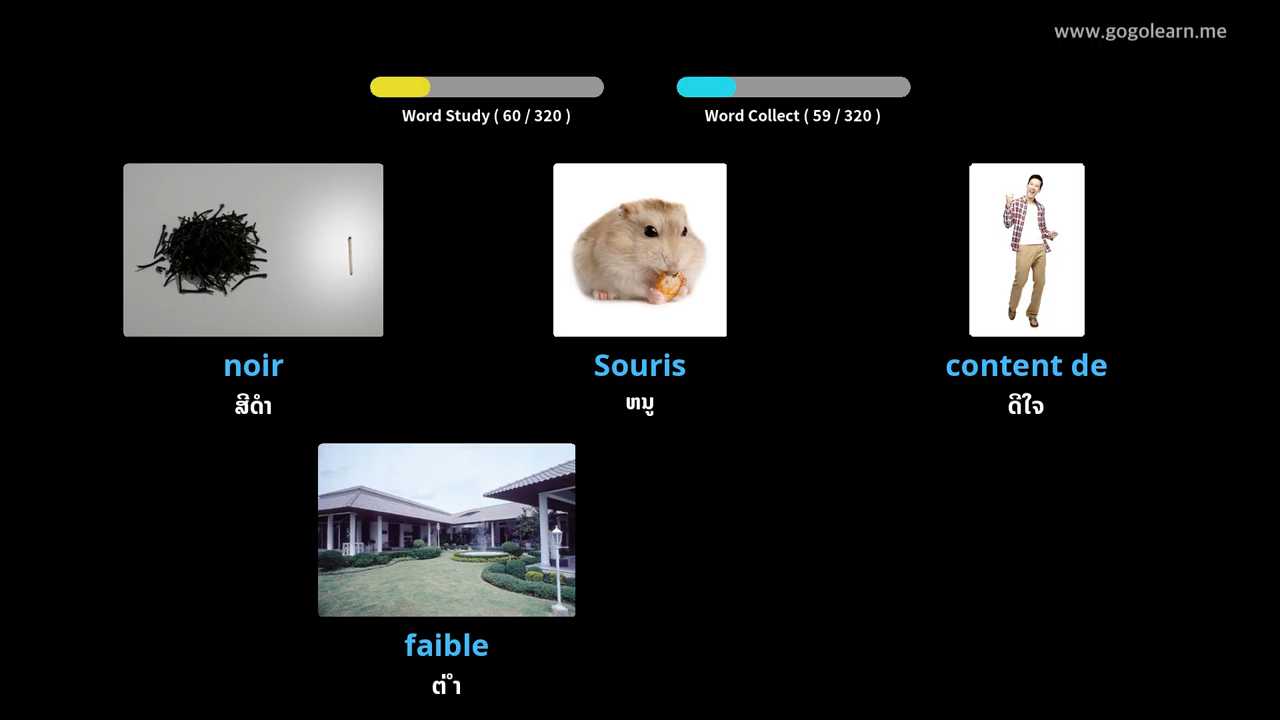 www.gogolearn.me
Word Study ( 60 / 320 )
Word Collect ( 59 / 320 )
noir
ສີດຳ
Souris
ຫນູ
content de
ດີໃຈ
faible
ຕ່ຳ